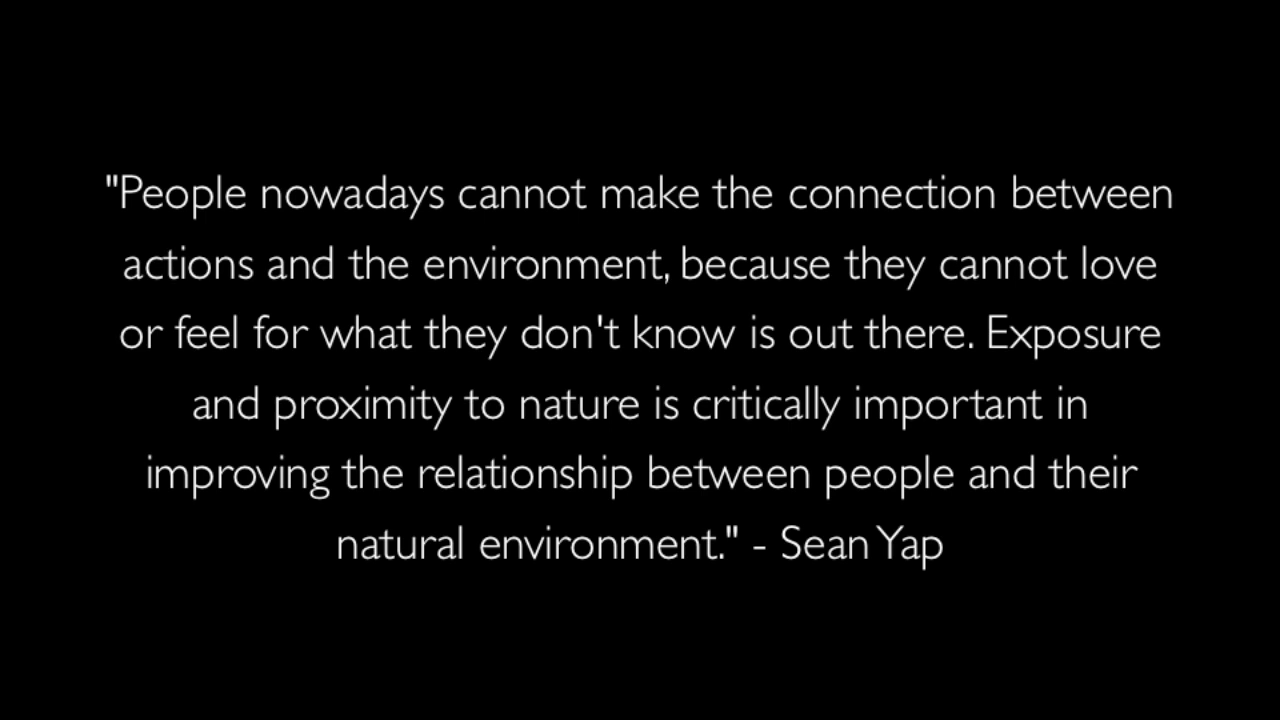 "People nowadays cannot make the connection between
actions and the environment, because they cannot love
or feel for what they don't know is out there. Exposure
and proximity to nature is critically important in
improving the relationship between people and their
natural environment." - Sean Yap